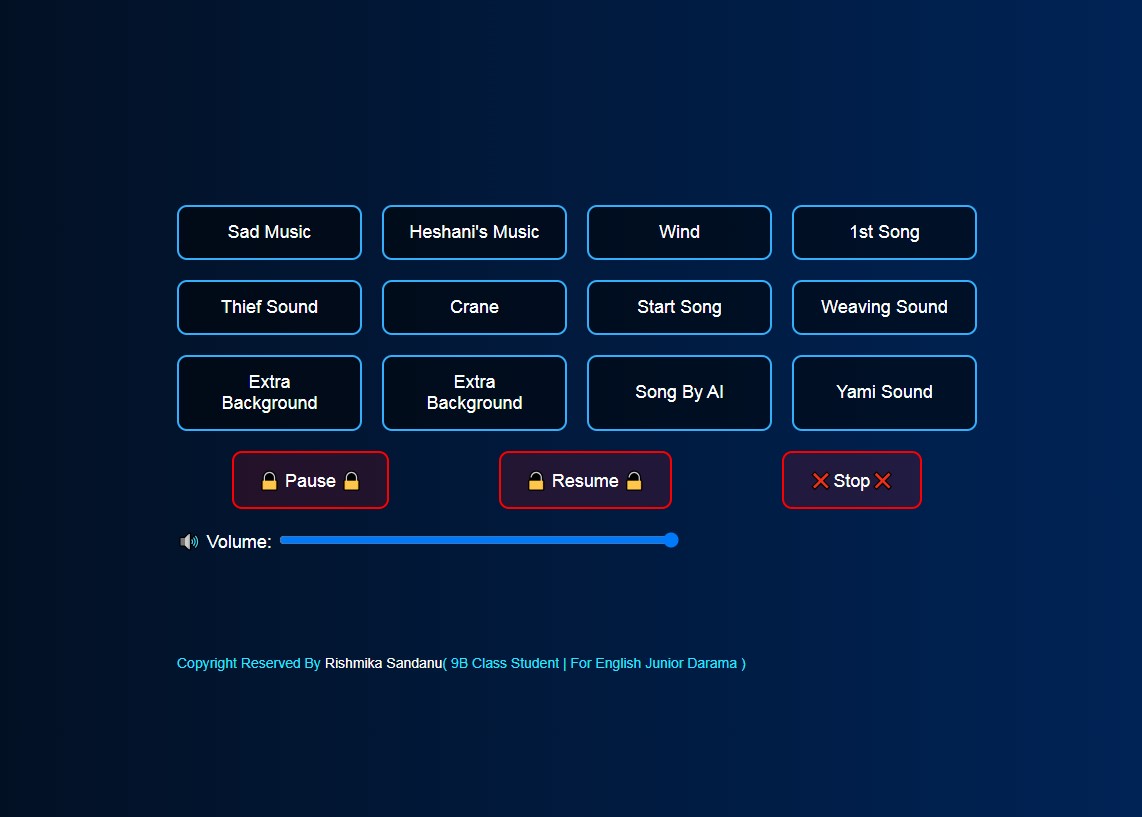 Sad Music
Heshani's Music
Wind
1st Song
Thief Sound
Crane
Start Song
Weaving Sound
Extra
Background
Extra
Background
Song By AI
Yami Sound
🔒 Pause 🔒
🔒 Resume 🔒
❌ Stop ❌
🔊 Volume:
Copyright Reserved By Rishmika Sandanu( 9B Class Student | For English Junior Darama )